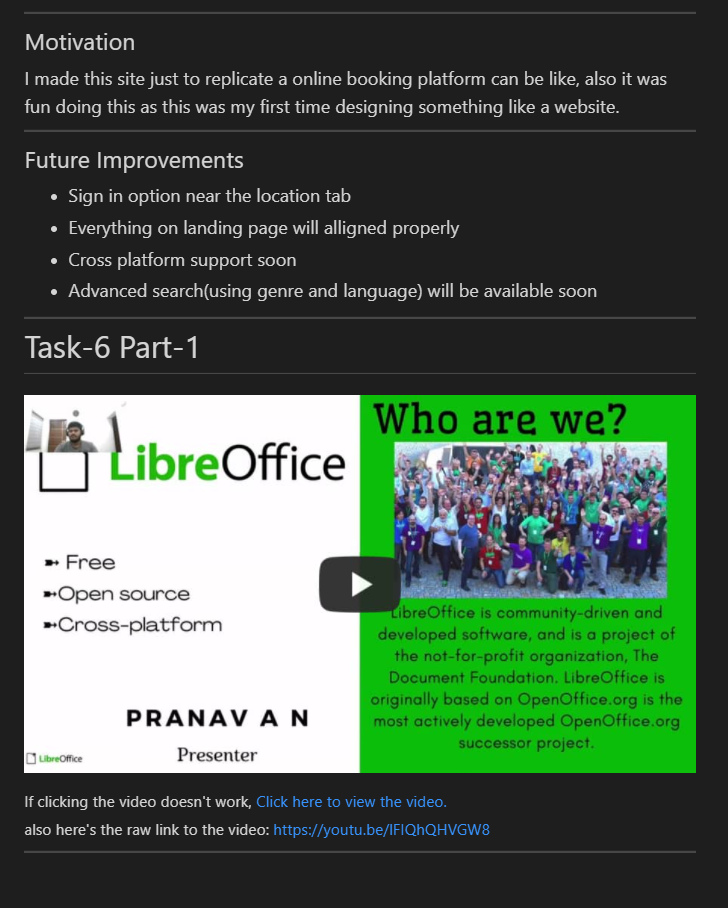 Motivation
I made this site just to replicate a online booking platform can be like, also it was
fun doing this as this was my first time designing something like a website.
Future Improvements
Sign in option near the location tab
Everything on landing page will alligned properly
Cross platform support soon
Advanced search(using genre and language) will be available soon
Task-6 Part-1
LibreOffice
Free
Open source
Cross-platform
PRANAV A N
Presenter
LibreOffice
Who are we?
LibreOffice is community-driven and
developed software, and is a project of
the not-for-profit organization, The
Document Foundation. LibreOffice is
originally based on OpenOffice.org is the
most actively developed OpenOffice.org
successor project.
If clicking the video doesn't work, Click here to view the video.
also here's the raw link to the video: https://youtu.be/lFIQhQHVGW8